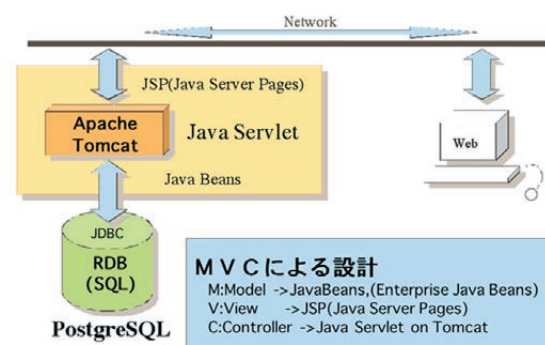 Network
JSP(Java Server Pages)
Apache
Tomcat
Java Servlet
Web
Java Beans
JDBC
RDB
(SQL)
PostgreSQL
MVCによる設計
M:Model ->JavaBeans,(Enterprise Java Beans)
V:View ->JSP(Java Server Pages)
C:Controller ->Java Servlet on Tomcat